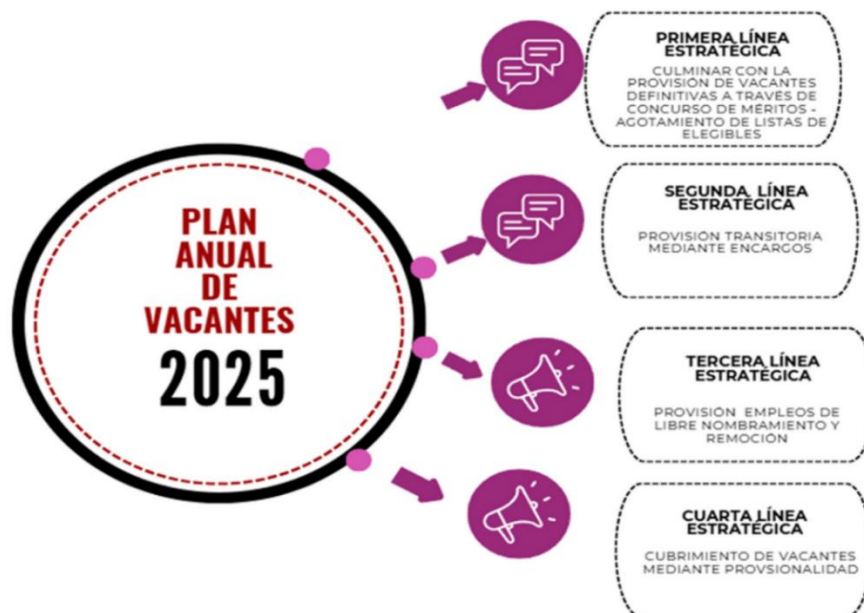 PLAN
ANUAL
DE
VACANTES
2025
PRIMERA LÍNEA
ESTRATÉGICA
CULMINAR CON LA
PROVISIÓN DE VACANTES
DEFINITIVAS A TRAVÉS DE
CONCURSO DE MÉRITOS -
AGOTAMIENTO DE LISTAS DE
ELEGIBLES
SEGUNDA LÍNEA
ESTRATÉGICA
PROVISIÓN TRANSITORIA
MEDIANTE ENCARGOS
TERCERA LÍNEA
ESTRATÉGICA
PROVISIÓN EMPLEOS DE
LIBRE NOMBRAMIENTO Y
REMOCIÓN
CUARTA LÍNEA
ESTRATÉGICA
CUBRIMIENTO DE VACANTES
MEDIANTE PROVSIONALIDAD